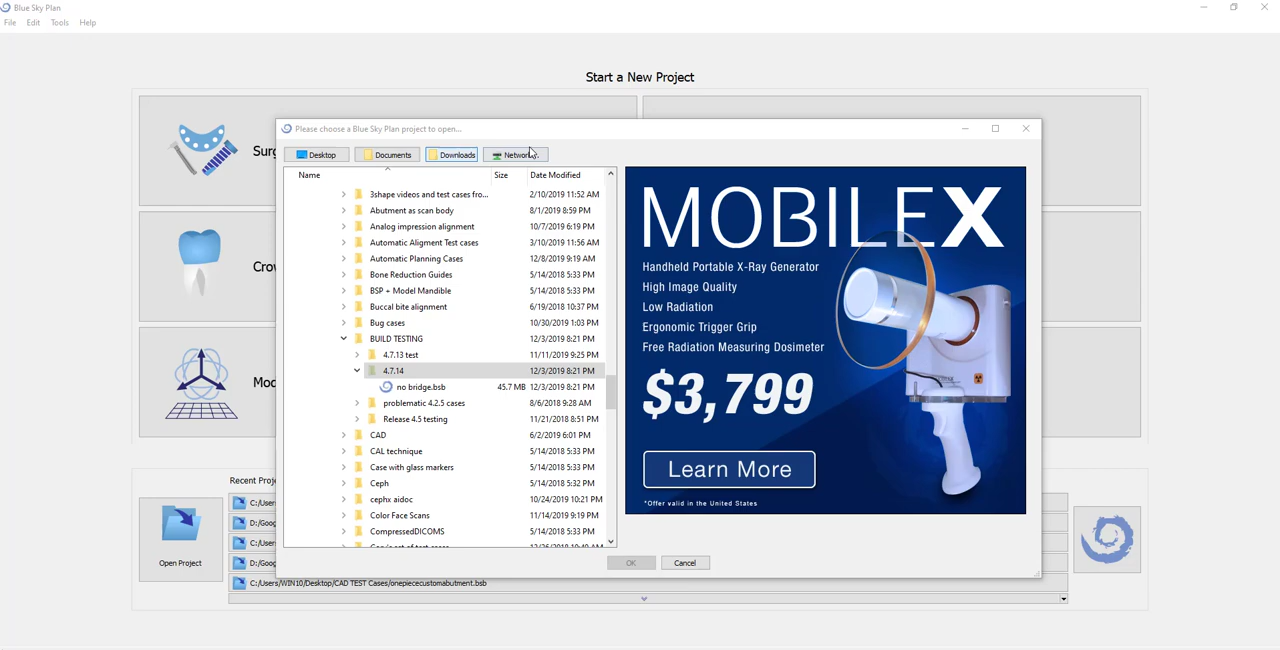 Blue Sky Plan
File Edit Tools Help
Start a New Project
Surg
Crow
Mod
Please choose a Blue Sky Plan project to open...
Desktop Documents Downloads Network...
Name Size Date Modified
3shape videos and test cases fro... 2/10/2019 11:52 AM
Abutment as scan body 8/1/2019 8:59 PM
Analog impression alignment 10/7/2019 6:19 PM
Automatic Aligment Test cases 3/10/2019 11:56 AM
Automatic Planning Cases 12/8/2019 9:19 AM
Bone Reduction Guides 5/14/2018 5:33 PM
BSP + Model Mandible 5/14/2018 5:33 PM
Buccal bite alignment 6/19/2018 10:37 PM
Bug cases 10/30/2019 1:03 PM
BUILD TESTING 12/3/2019 8:21 PM
4.7.13 test 11/11/2019 9:25 PM
4.7.14 12/3/2019 8:21 PM
no bridge.bsb 45.7 MB 12/3/2019 8:21 PM
problematic 4.2.5 cases 8/6/2018 9:28 AM
Release 4.5 testing 11/21/2018 8:51 PM
CAD 6/2/2019 6:01 PM
CAL technique 5/14/2018 5:33 PM
Case with glass markers 5/14/2018 5:33 PM
Ceph 5/14/2018 5:32 PM
cephx aidoc 10/24/2019 10:21 PM
Color Face Scans 11/14/2019 9:19 PM
CompressedDICOMS 5/14/2018 5:33 PM
MOBILEX
Handheld Portable X-Ray Generator
High Image Quality
Low Radiation
Ergonomic Trigger Grip
Free Radiation Measuring Dosimeter
$3,799
Learn More
*Offer valid in the United States
OK Cancel
Recent Proje
Open Project
C:/Users
D:/Goog
C:/Users
D:/Goog
C:/Users/WIN10/Desktop/CAD TEST Cases/onepiececustomabutment.bsb